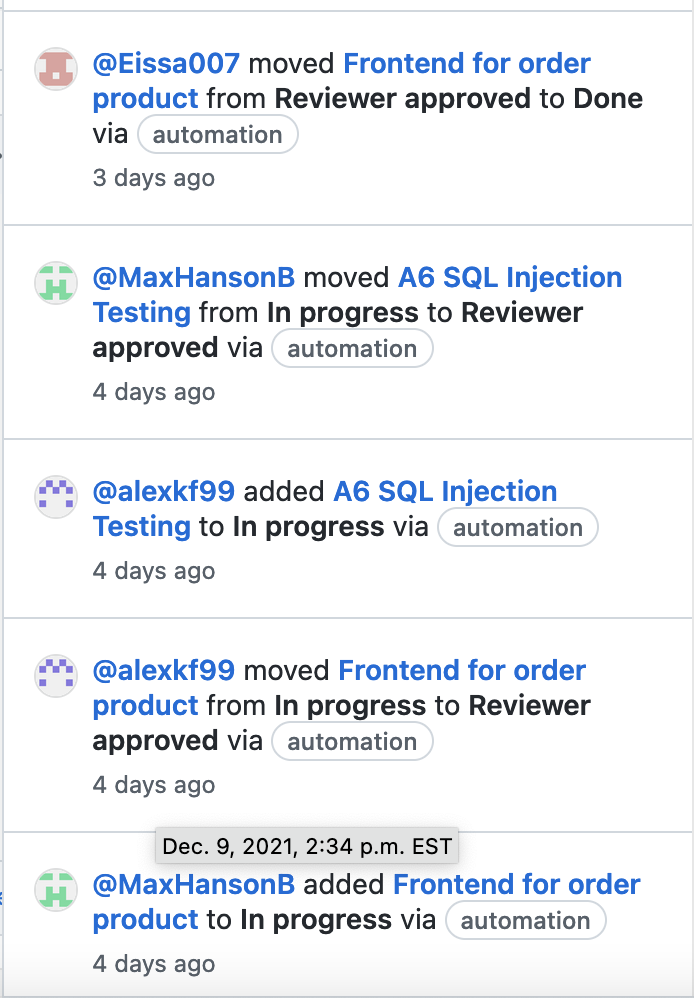 @Eissa007 moved Frontend for order
product from Reviewer approved to Done
via automation
3 days ago
@MaxHansonB moved A6 SQL Injection
Testing from In progress to Reviewer
approved via automation
4 days ago
@alexkf99 added A6 SQL Injection
Testing to In progress via automation
4 days ago
@alexkf99 moved Frontend for order
product from In progress to Reviewer
approved via automation
4 days ago
Dec. 9, 2021, 2:34 p.m. EST
@MaxHansonB added Frontend for order
product to In progress via automation
4 days ago